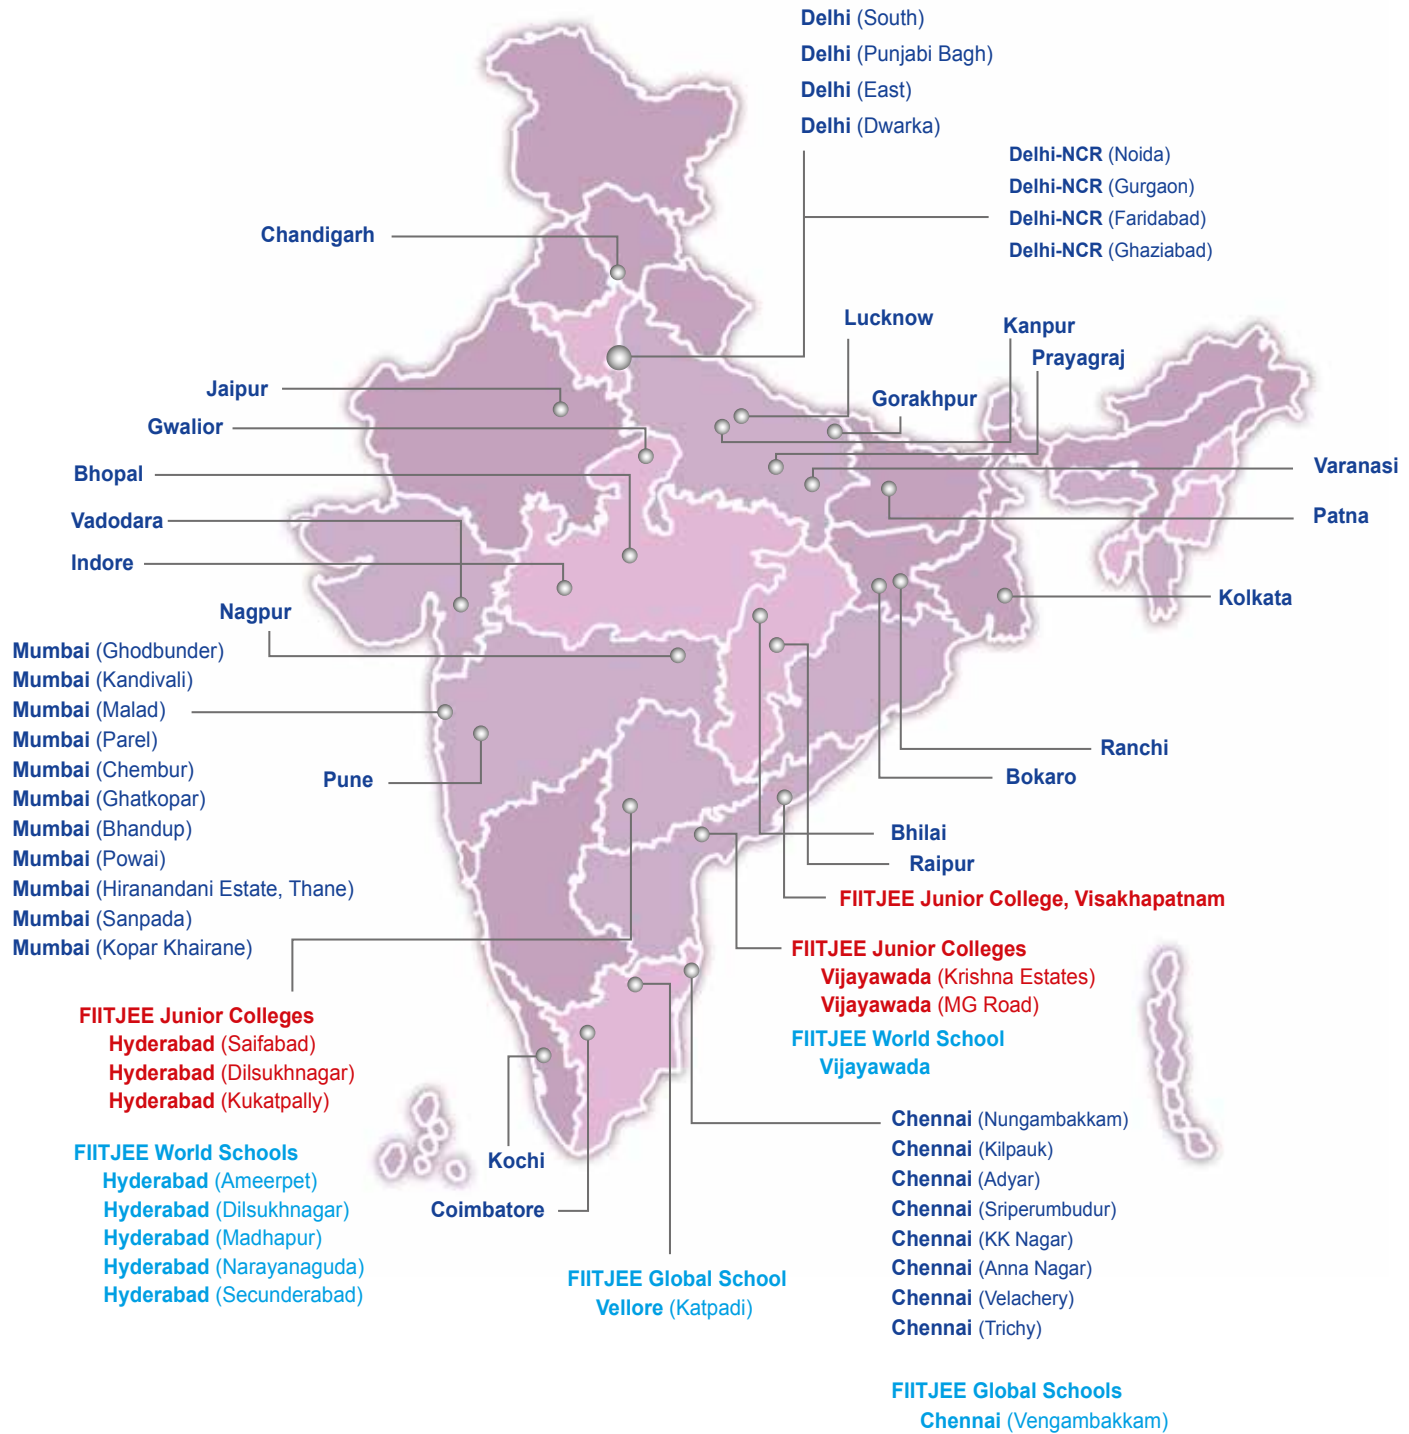 Delhi (South)
Delhi (Punjabi Bagh)
Delhi (East)
Delhi (Dwarka)
Delhi-NCR (Noida)
Delhi-NCR (Gurgaon)
Delhi-NCR (Faridabad)
Delhi-NCR (Ghaziabad)
Chandigarh
Lucknow
Kanpur
Prayagraj
Jaipur
Gorakhpur
Gwalior
Bhopal
Varanasi
Vadodara
Patna
Indore
Kolkata
Nagpur
Mumbai (Ghodbunder)
Mumbai (Kandivali)
Mumbai (Malad)
Mumbai (Parel)
Mumbai (Chembur)
Mumbai (Ghatkopar)
Mumbai (Bhandup)
Mumbai (Powai)
Mumbai (Hiranandani Estate, Thane)
Mumbai (Sanpada)
Mumbai (Kopar Khairane)
Pune
Ranchi
Bokaro
Bhilai
Raipur
FIITJEE Junior College, Visakhapatnam
FIITJEE Junior Colleges
Vijayawada (Krishna Estates)
Vijayawada (MG Road)
FIITJEE World School
Vijayawada
FIITJEE Junior Colleges
Hyderabad (Saifabad)
Hyderabad (Dilsukhnagar)
Hyderabad (Kukatpally)
FIITJEE World Schools
Hyderabad (Ameerpet)
Hyderabad (Dilsukhnagar)
Hyderabad (Madhapur)
Hyderabad (Narayanaguda)
Hyderabad (Secunderabad)
Kochi
Coimbatore
FIITJEE Global School
Vellore (Katpadi)
Chennai (Nungambakkam)
Chennai (Kilpauk)
Chennai (Adyar)
Chennai (Sriperumbudur)
Chennai (KK Nagar)
Chennai (Anna Nagar)
Chennai (Velachery)
Chennai (Trichy)
FIITJEE Global Schools
Chennai (Vengambakkam)